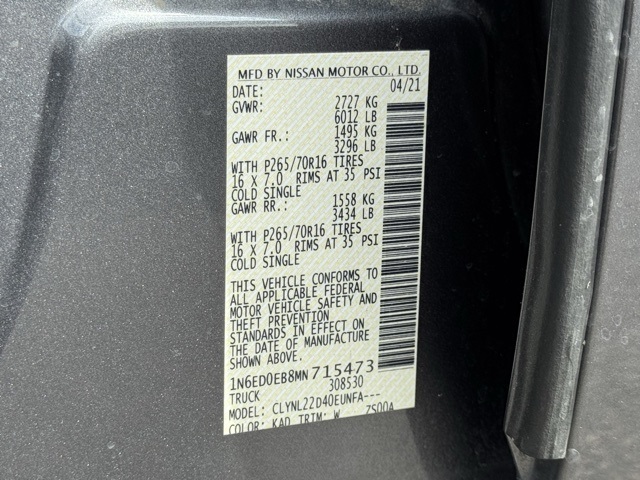 MFD BY NISSAN MOTOR CO., LTD.
DATE: 04/21
GVWR: 2727 KG
6012 LB
GAWR FR.: 1495 KG
3296 LB
WITH P265/70R16 TIRES
16 X 7.0 RIMS AT 35 PSI
COLD SINGLE
GAWR RR.: 1558 KG
3434 LB
WITH P265/70R16 TIRES
16 X 7.0 RIMS AT 35 PSI
COLD SINGLE
THIS VEHICLE CONFORMS TO
ALL APPLICABLE FEDERAL
MOTOR VEHICLE SAFETY AND
THEFT PREVENTION
STANDARDS IN EFFECT ON
THE DATE OF MANUFACTURE
SHOWN ABOVE.
1N6ED0EB8MN715473
TRUCK 308530
MODEL: CLYNL22D40EUNFA---
COLOR: KAD TRIM: W ZS00A